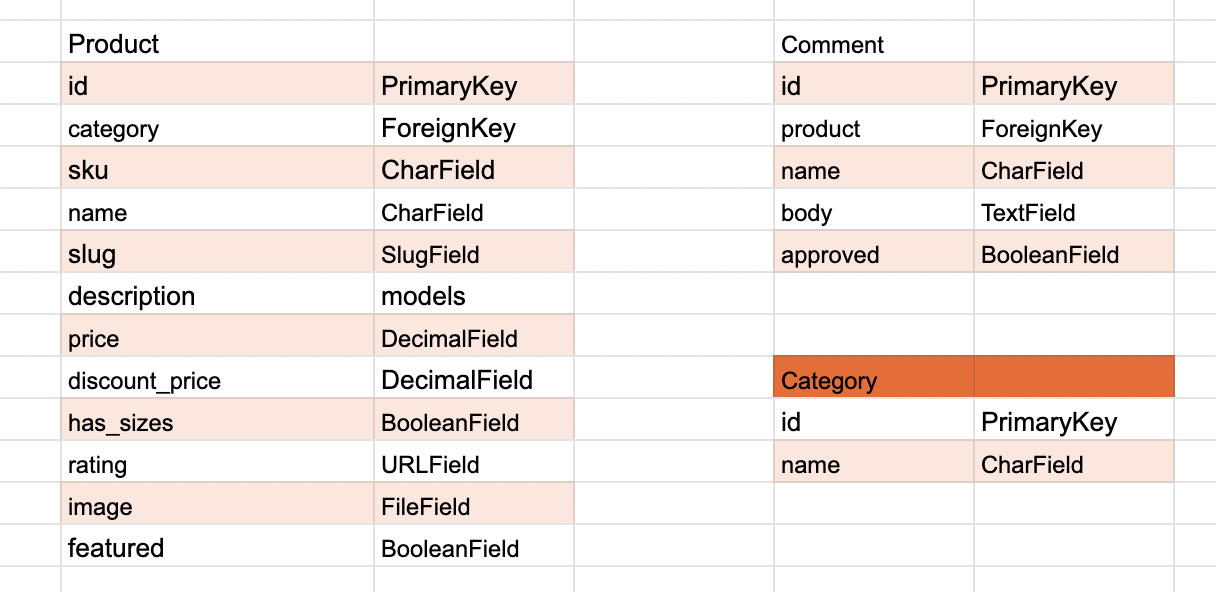 Product
id PrimaryKey
category ForeignKey
sku CharField
name CharField
slug SlugField
description models
price DecimalField
discount_price DecimalField
has_sizes BooleanField
rating URLField
image FileField
featured BooleanField
Comment
id PrimaryKey
product ForeignKey
name CharField
body TextField
approved BooleanField
Category
id PrimaryKey
name CharField